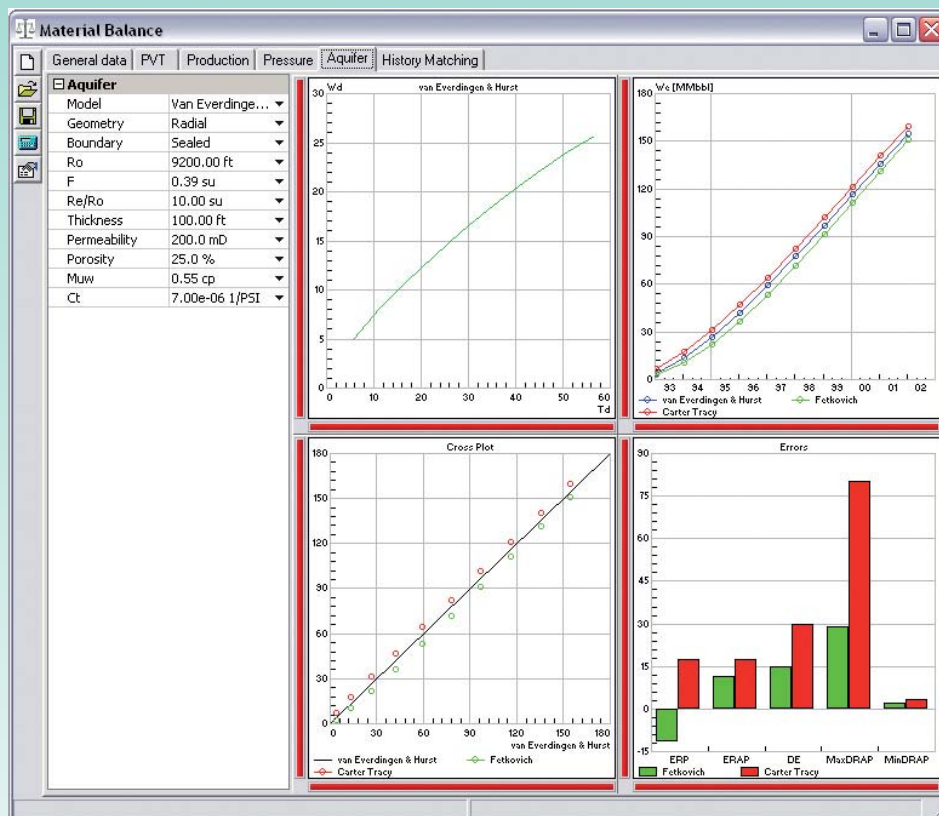 Material Balance
General data PVT Production Pressure Aquifer History Matching
Aquifer
Model Van Everdinge...
Geometry Radial
Boundary Sealed
Ro 9200.00 ft
F 0.39 su
Re/Ro 10.00 su
Thickness 100.00 ft
Permeability 200.0 mD
Porosity 25.0 %
Muw 0.55 cp
Ct 7.00e-06 1/PSI
Wd van Everdingen & Hurst
30
25
20
15
10
5
0
0 10 20 30 40 50 60
Td
We [MMbbl]
180
150
120
90
60
30
0
93 94 95 96 97 98 99 00 01 02
van Everdingen & Hurst Fetkovich
Carter Tracy
Cross Plot
180
150
120
90
60
30
0
0 30 60 90 120 150 180
van Everdingen & Hurst
van Everdingen & Hurst Fetkovich
Carter Tracy
Errors
90
75
60
45
30
15
0
-15
ERP ERAP DE MaxDRAP MinDRAP
Fetkovich Carter Tracy